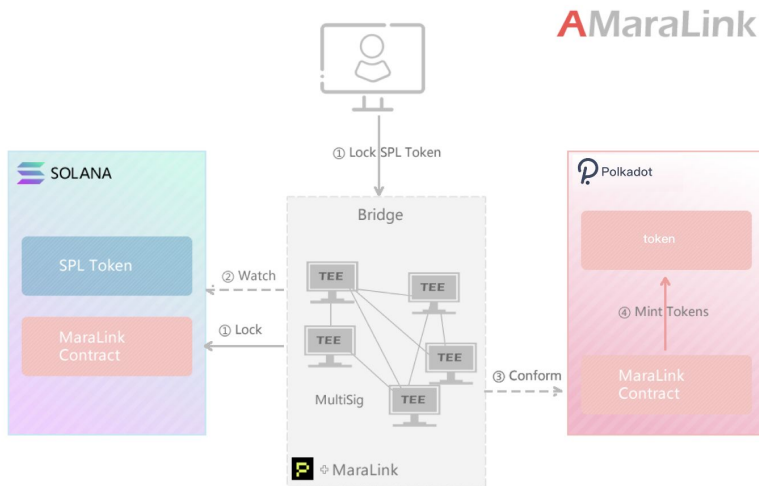 AMaraLink
① Lock SPL Token
SOLANA
SPL Token
MaraLink
Contract
② Watch
① Lock
Bridge
TEE
TEE
TEE
TEE
TEE
MultiSig
P + MaraLink
③ Conform
Polkadot
token
④ Mint Tokens
MaraLink
Contract